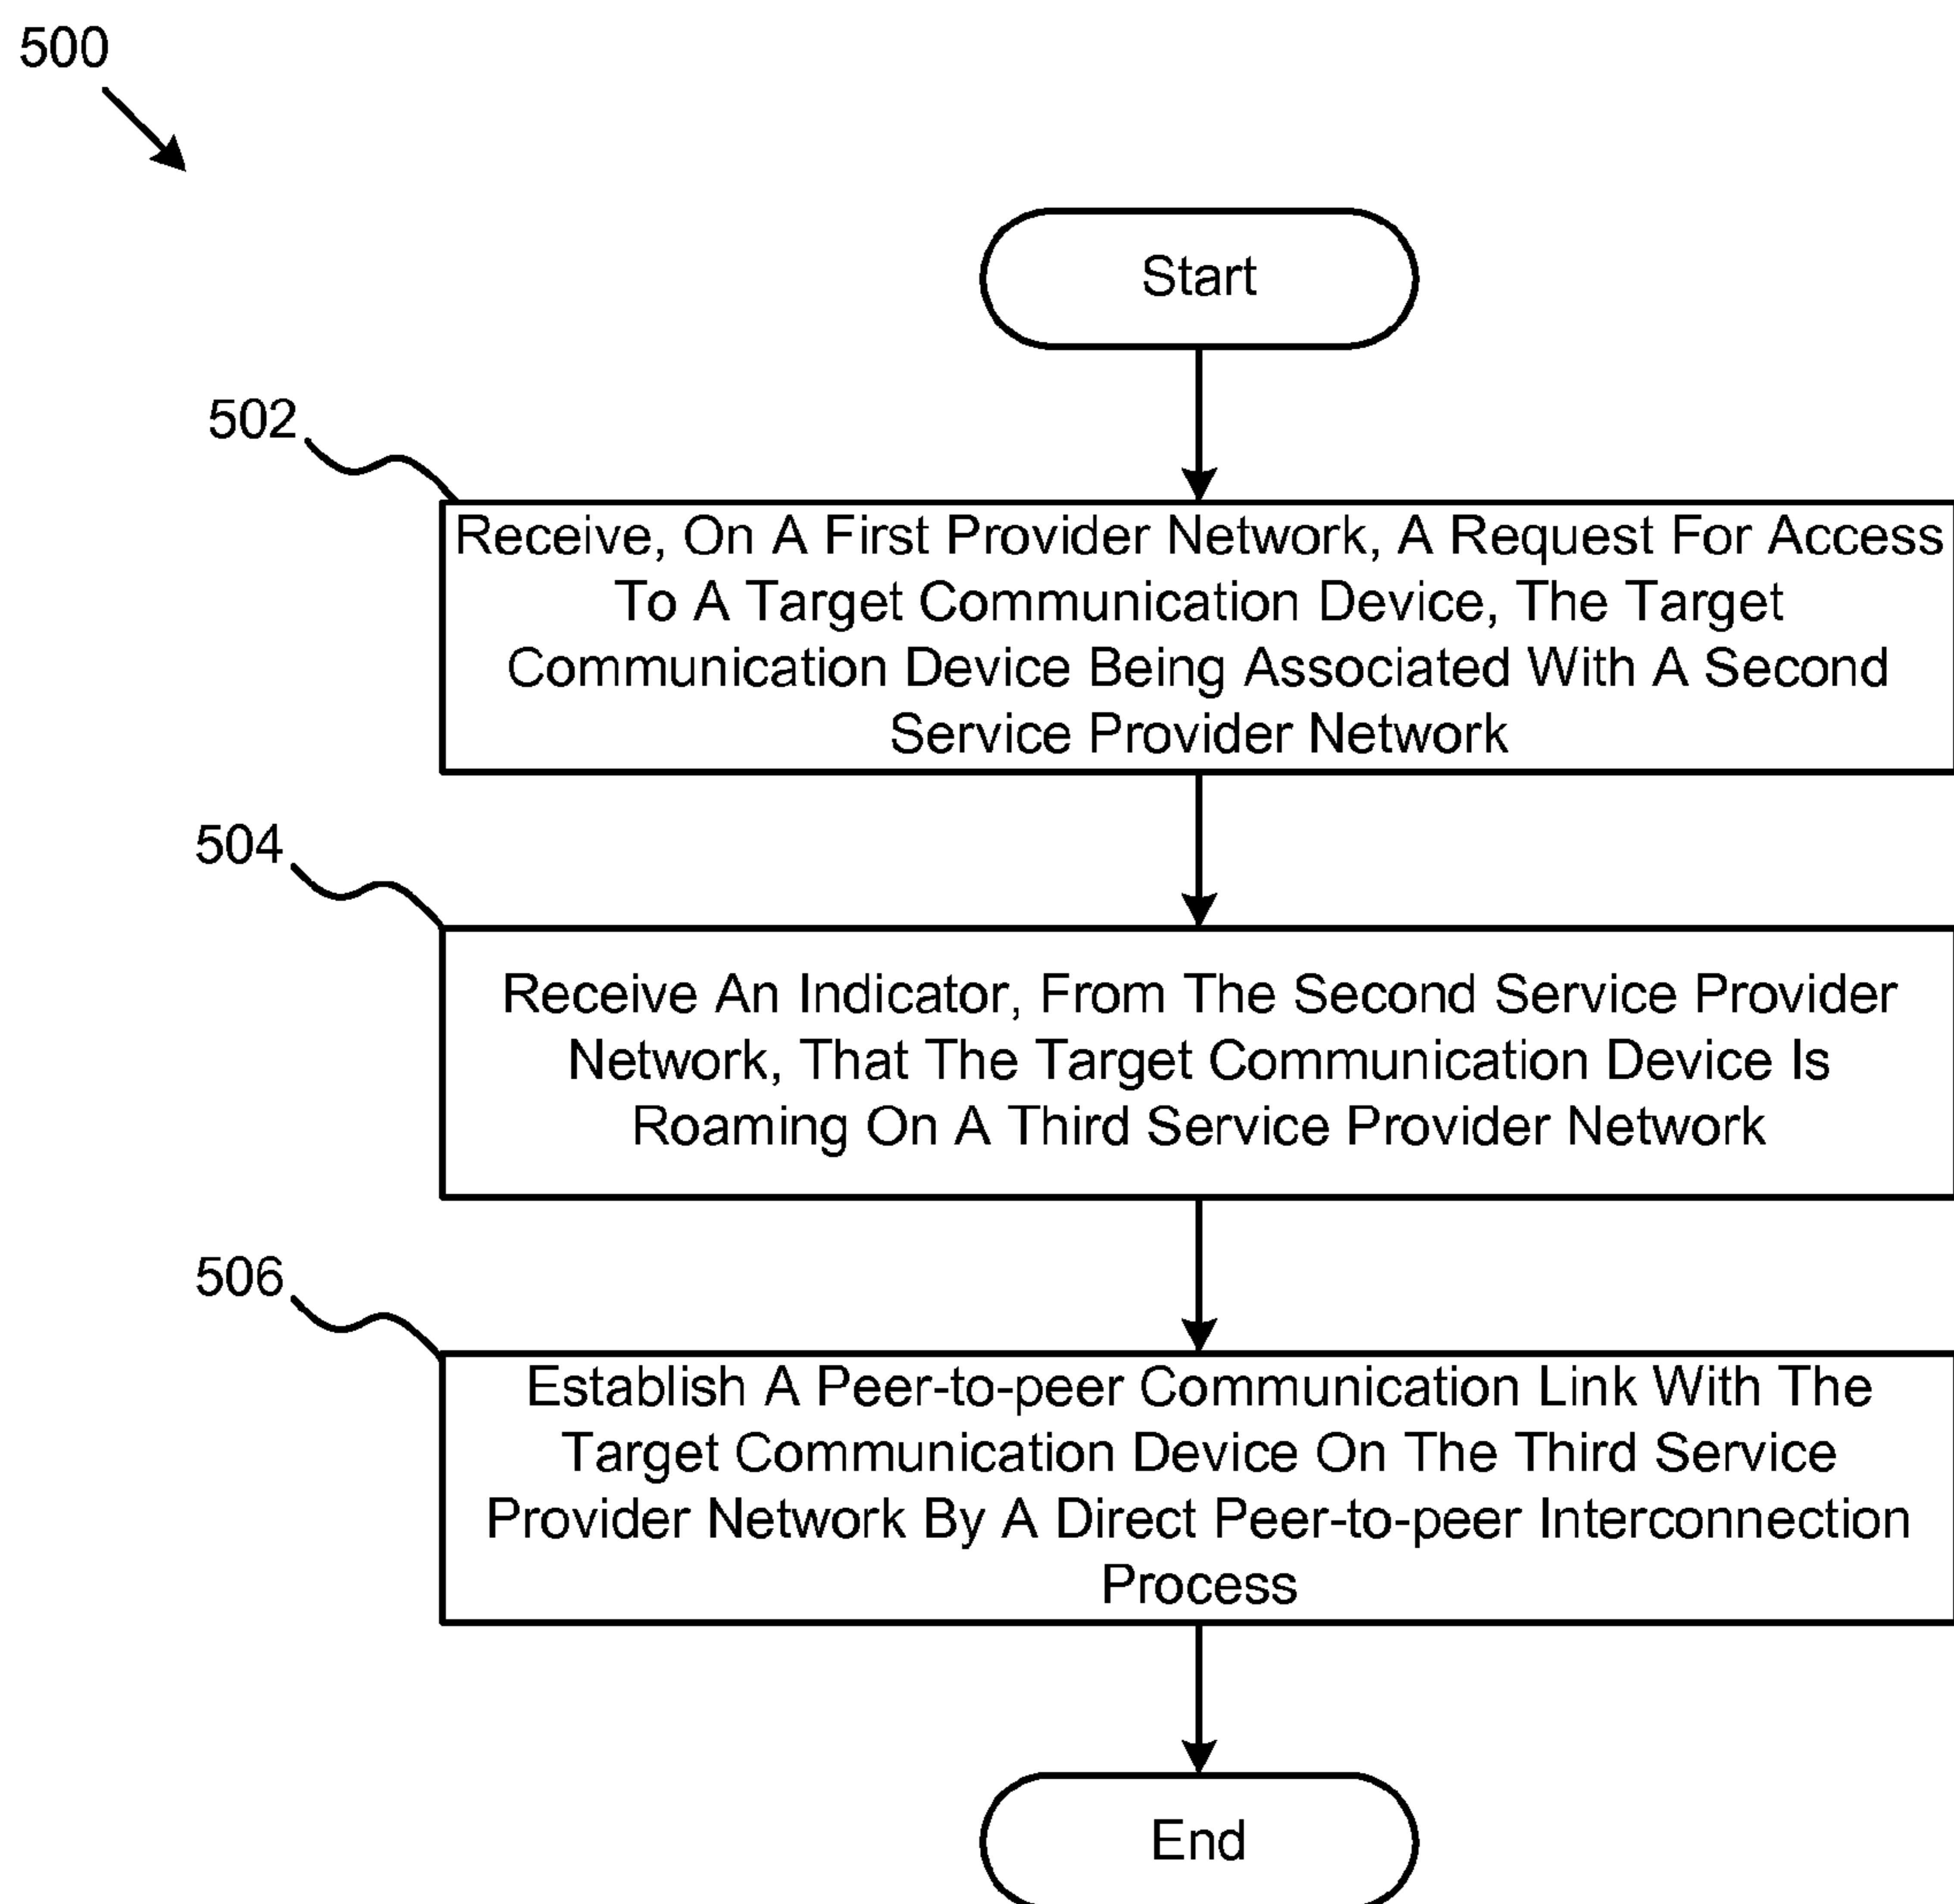 500
Start
502
Receive, On A First Provider Network, A Request For Access
To A Target Communication Device, The Target
Communication Device Being Associated With A Second
Service Provider Network
504
Receive An Indicator, From The Second Service Provider
Network, That The Target Communication Device Is
Roaming On A Third Service Provider Network
506
Establish A Peer-to-peer Communication Link With The
Target Communication Device On The Third Service
Provider Network By A Direct Peer-to-peer Interconnection
Process
End